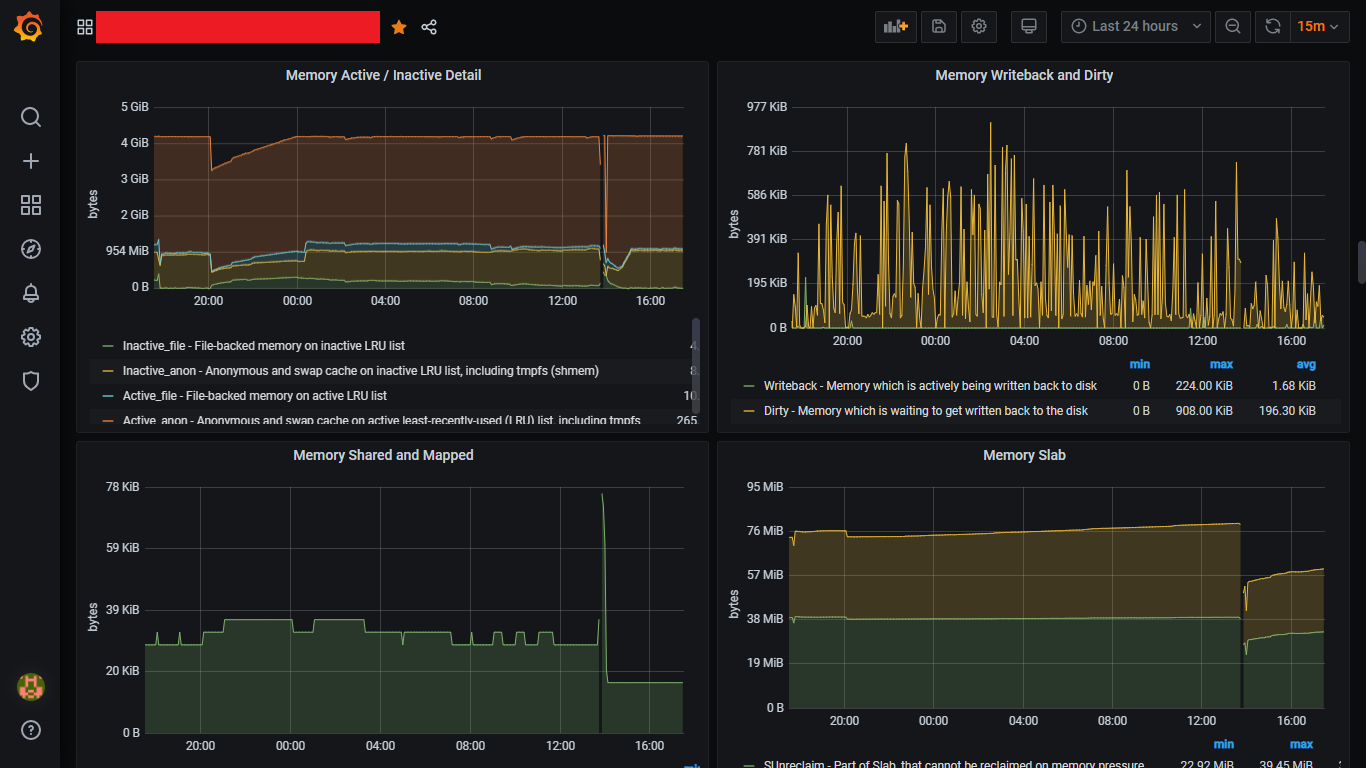 Last 24 hours
15m
Memory Active / Inactive Detail
5 GiB
4 GiB
3 GiB
2 GiB
954 MiB
0 B
bytes
20:00 00:00 04:00 08:00 12:00 16:00
Inactive_file - File-backed memory on inactive LRU list 4.
Inactive_anon - Anonymous and swap cache on inactive LRU list, including tmpfs (shmem) 8.
Active_file - File-backed memory on active LRU list 10
Active_anon - Anonymous and swap cache on active least-recently-used (LRU) list, including tmpfs 265.
Memory Writeback and Dirty
977 KiB
781 KiB
586 KiB
391 KiB
195 KiB
0 B
bytes
20:00 00:00 04:00 08:00 12:00 16:00
min max avg
Writeback - Memory which is actively being written back to disk 0 B 224.00 KiB 1.68 KiB
Dirty - Memory which is waiting to get written back to the disk 0 B 908.00 KiB 196.30 KiB
Memory Shared and Mapped
78 KiB
59 KiB
39 KiB
20 KiB
0 B
bytes
20:00 00:00 04:00 08:00 12:00 16:00
Memory Slab
95 MiB
76 MiB
57 MiB
38 MiB
19 MiB
0 B
bytes
20:00 00:00 04:00 08:00 12:00 16:00
min max
SUnreclaim - Part of Slab, that cannot be reclaimed on memory pressure 22.92 MiB 39.45 MiB